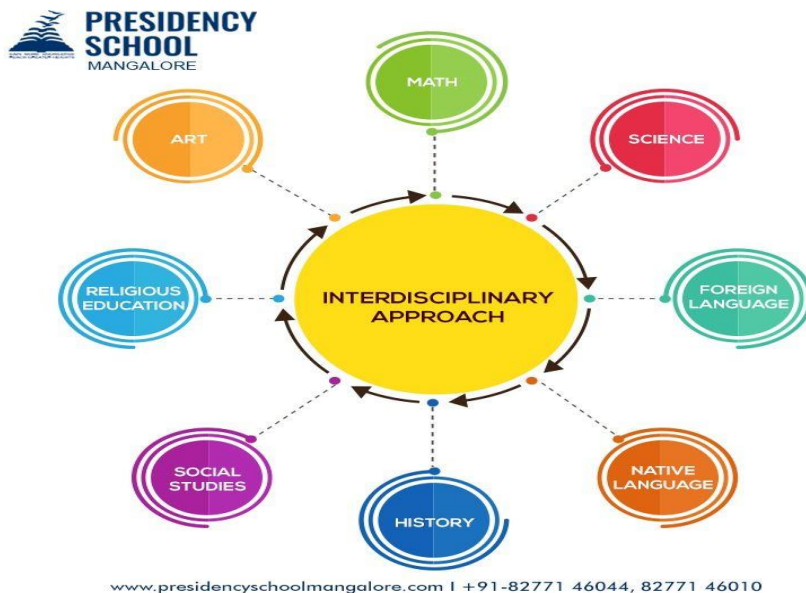 PRESIDENCY
SCHOOL
MANGALORE
MATH
ART
SCIENCE
RELIGIOUS
EDUCATION
INTERDISCIPLINARY
APPROACH
FOREIGN
LANGUAGE
SOCIAL
STUDIES
NATIVE
LANGUAGE
HISTORY
www.presidencyschoolmangalore.com I +91-82771 46044, 82771 46010